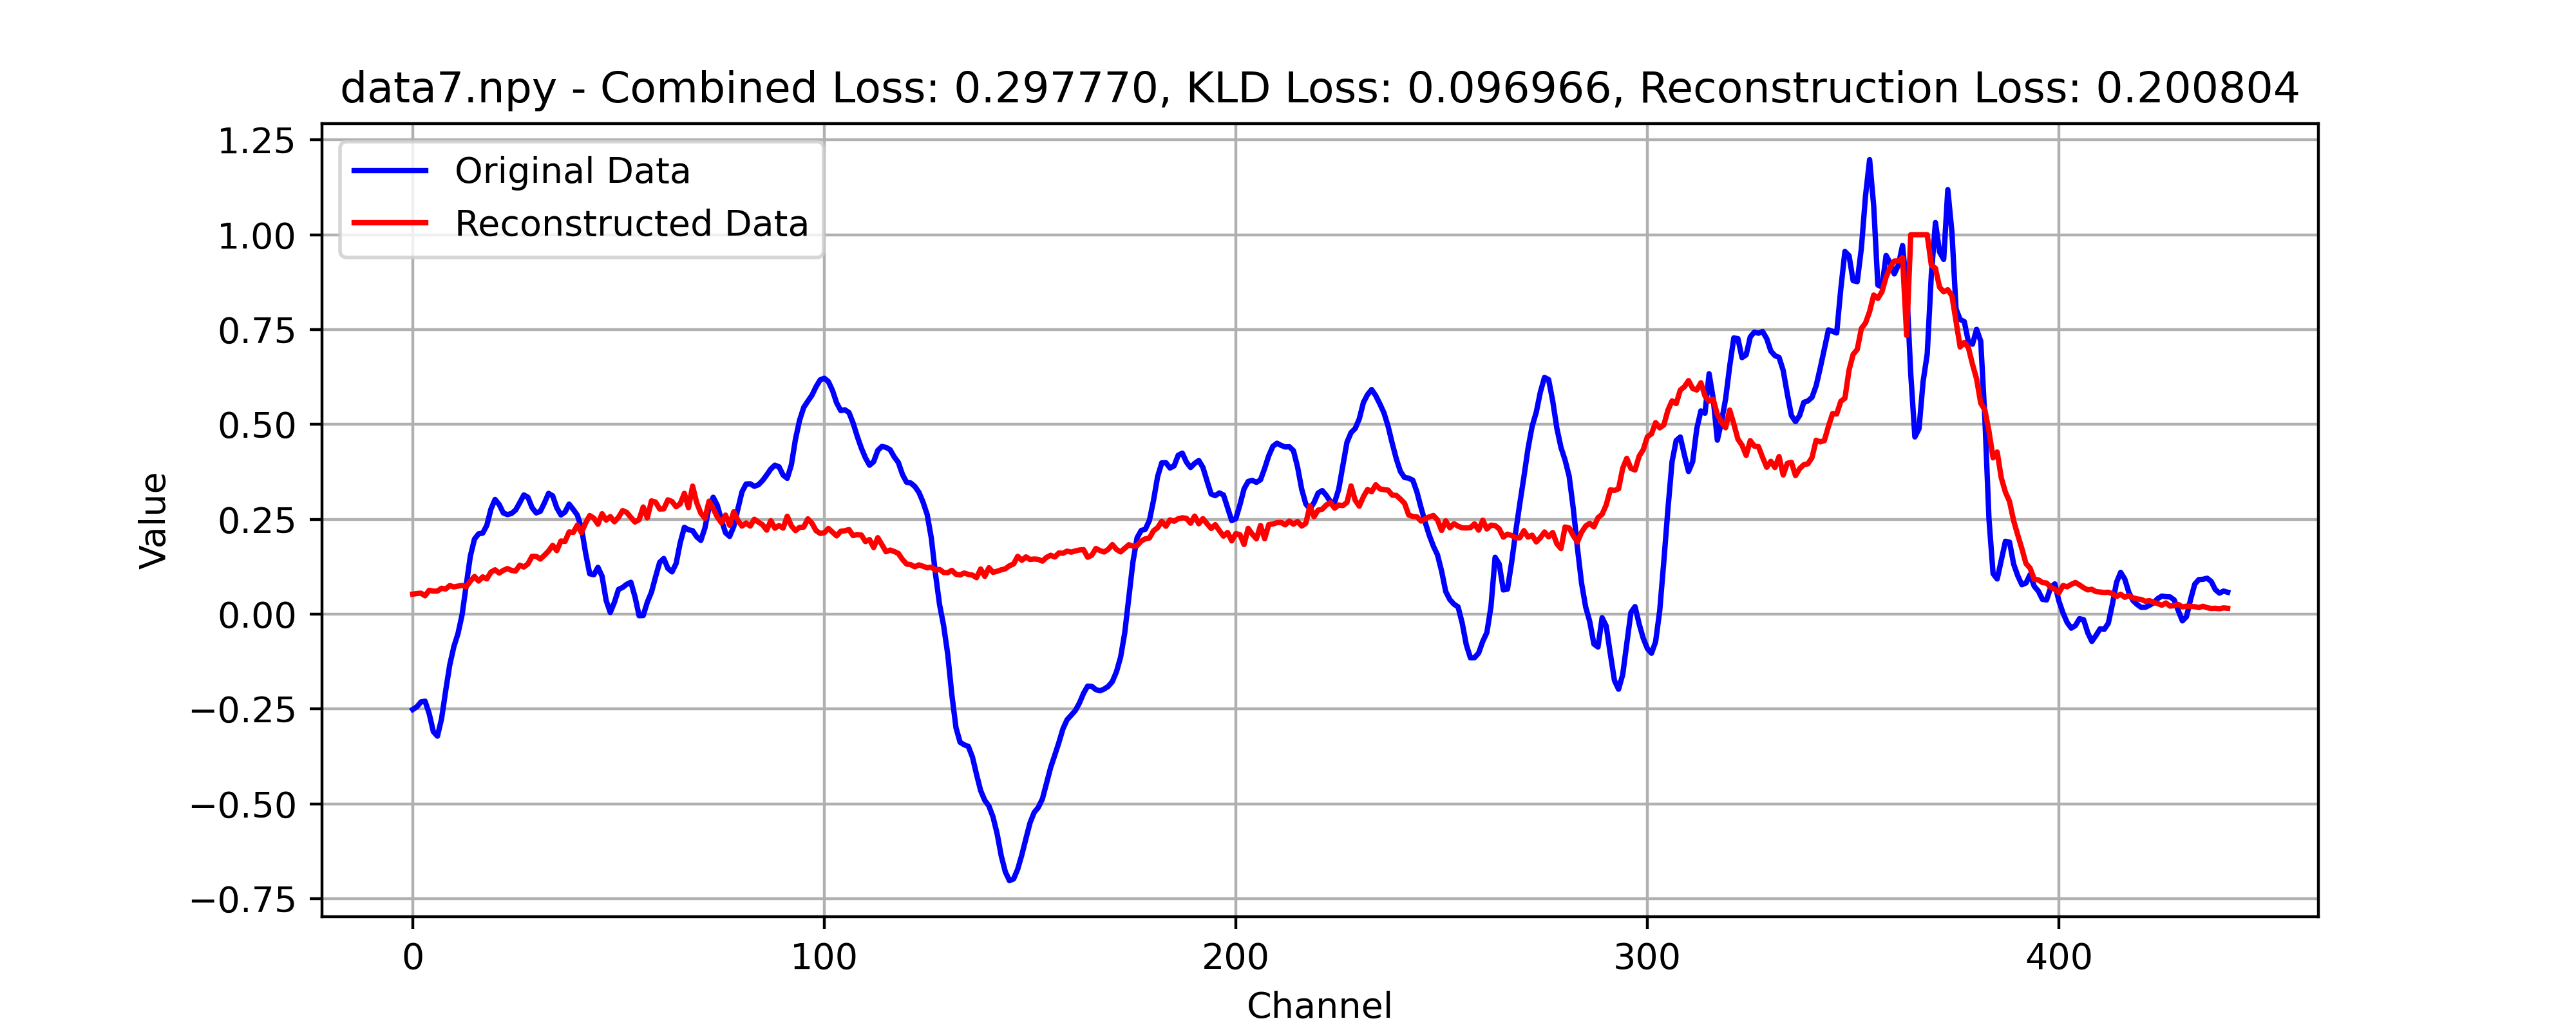 data7.npy - Combined Loss: 0.297770, KLD Loss: 0.096966, Reconstruction Loss: 0.200804
Original Data
Reconstructed Data
1.25
1.00
0.75
0.50
0.25
0.00
−0.25
−0.50
−0.75
Value
0 100 200 300 400
Channel